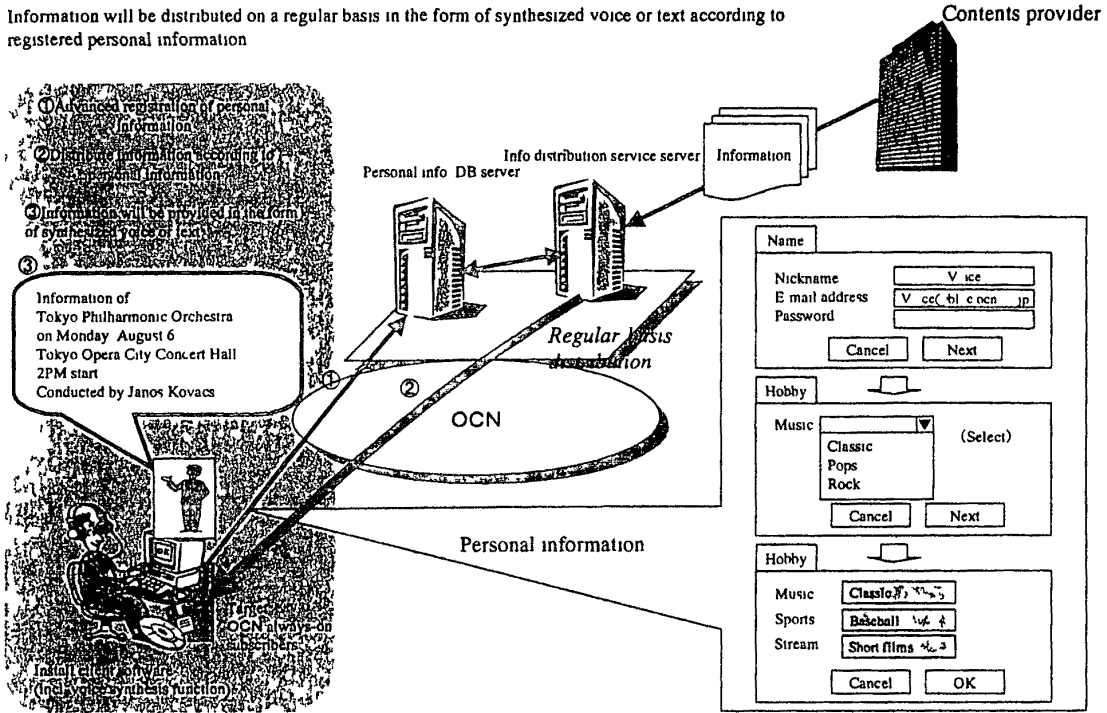 Information will be distributed on a regular basis in the form of synthesized voice or text according to
registered personal information
Contents provider
①Advanced registration of personal
Information
②Distribute information according to
personal information
③Information will be provided in the form
of synthesized voice or text
③
Information of
Tokyo Philharmonic Orchestra
on Monday August 6
Tokyo Opera City Concert Hall
2PM start
Conducted by Janos Kovacs
Personal info DB server
Info distribution service server
Information
Regular basis
distribution
①
②
OCN
Personal information
Target
OCN always-on
subscribers
Install client software
(Incl. voice synthesis function)
Name
Nickname
E mail address
Password
Cancel Next
Hobby
Music
(Select)
Classic
Pops
Rock
Cancel Next
Hobby
Music Classic
Sports Baseball
Stream Short films
Cancel OK